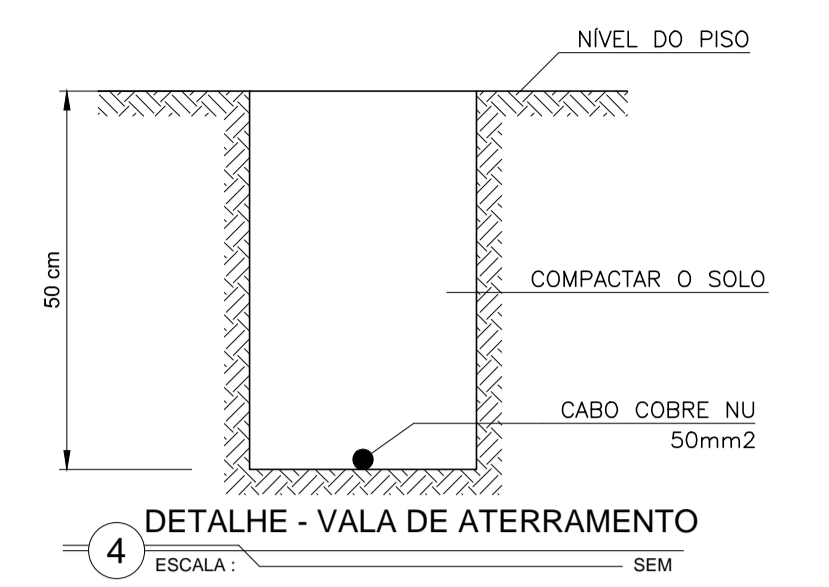 NÍVEL DO PISO
50 cm
COMPACTAR O SOLO
CABO COBRE NU
50mm2
DETALHE - VALA DE ATERRAMENTO
4
ESCALA : SEM